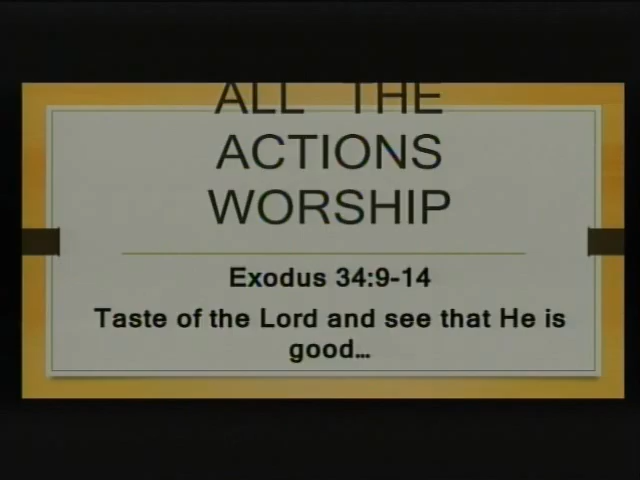 ALL THE
ACTIONS
WORSHIP
Exodus 34:9-14
Taste of the Lord and see that He is
good…